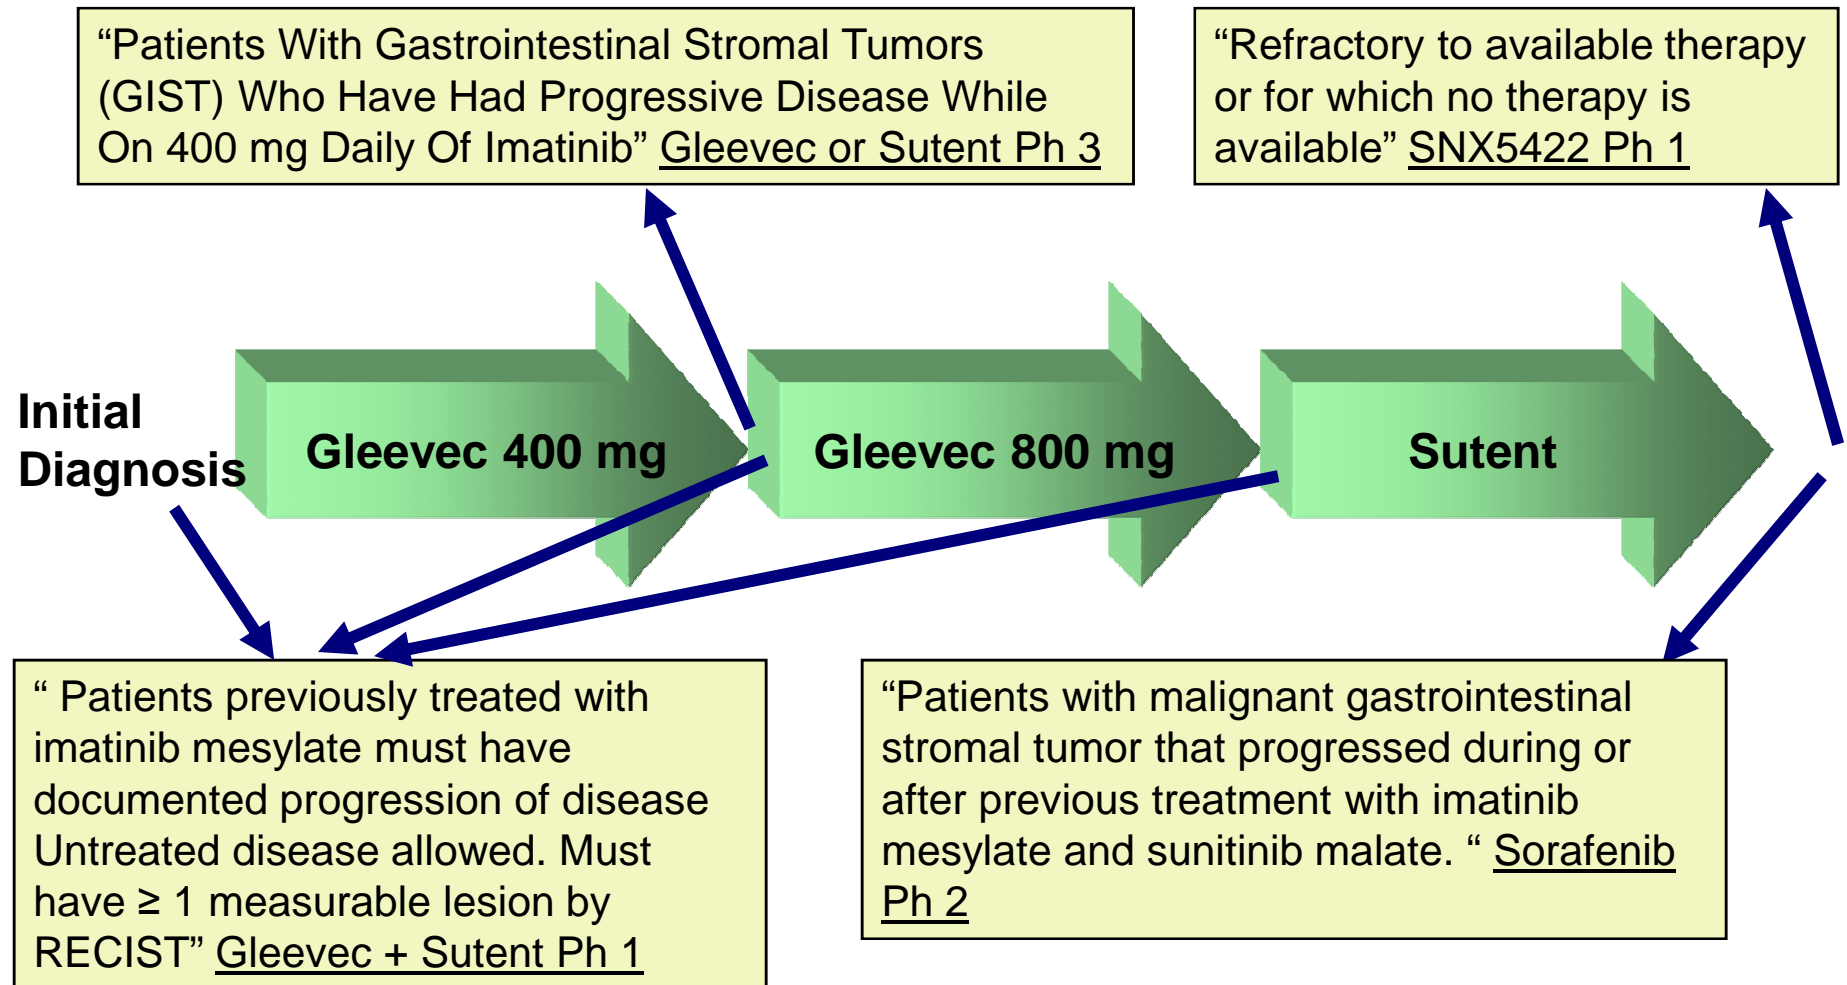 “Patients With Gastrointestinal Stromal Tumors
(GIST) Who Have Had Progressive Disease While
On 400 mg Daily Of Imatinib” Gleevec or Sutent Ph 3
“Refractory to available therapy
or for which no therapy is
available” SNX5422 Ph 1
Initial
Diagnosis
Gleevec 400 mg
Gleevec 800 mg
Sutent
“ Patients previously treated with
imatinib mesylate must have
documented progression of disease
Untreated disease allowed. Must
have ≥ 1 measurable lesion by
RECIST” Gleevec + Sutent Ph 1
“Patients with malignant gastrointestinal
stromal tumor that progressed during or
after previous treatment with imatinib
mesylate and sunitinib malate. “ Sorafenib
Ph 2